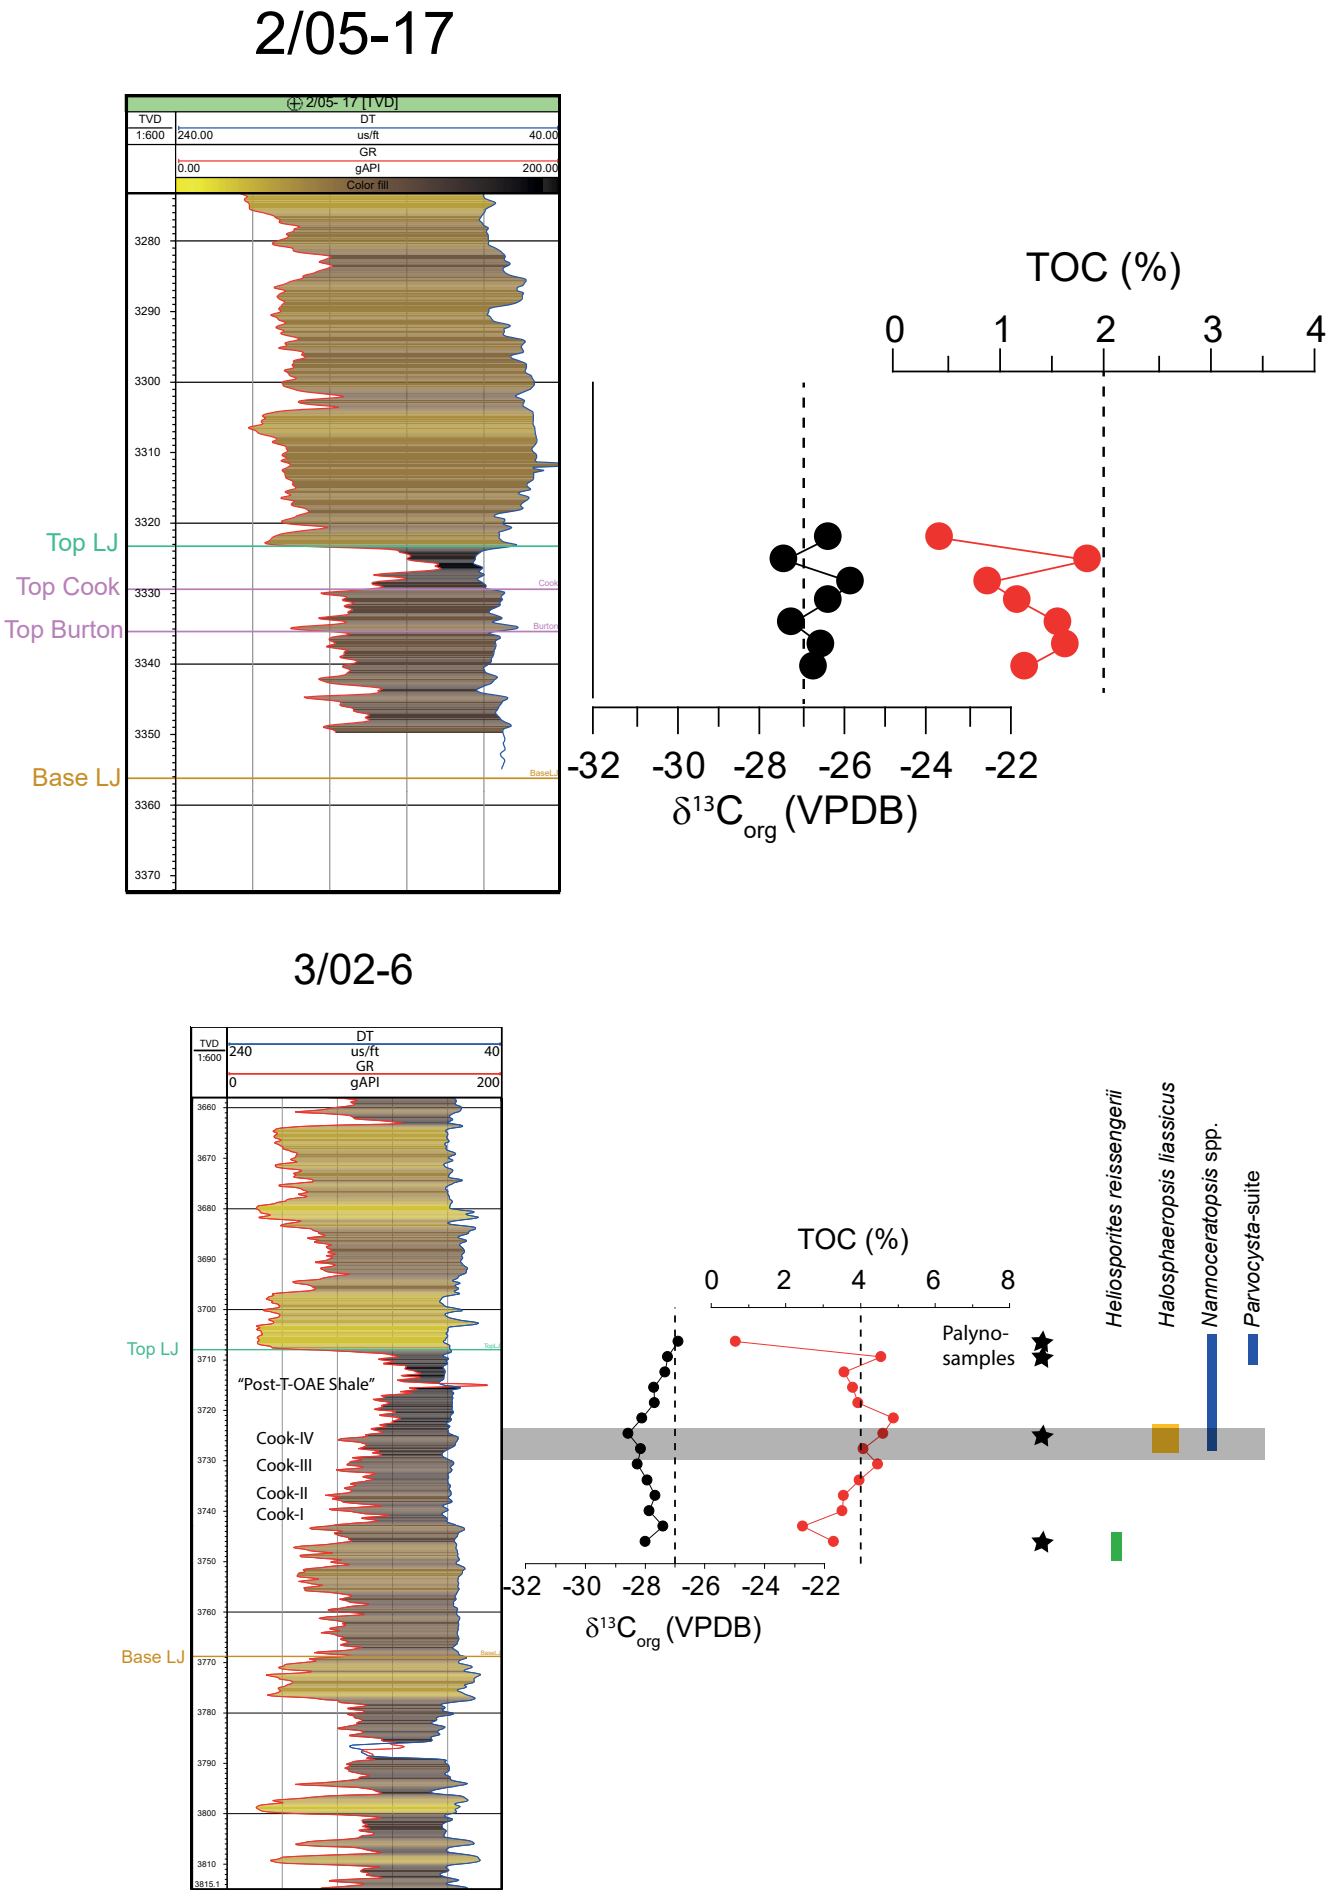 2/05-17
2/05- 17 [TVD]
TVD DT
1:600 240.00 us/ft 40.00
GR
0.00 gAPI 200.00
Color fill
3280
3290
3300
3310
3320
3330
3340
3350
3360
3370
Top LJ
Top Cook
Cook
Top Burton
Burton
Base LJ
BaseLJ
TOC (%)
0 1 2 3 4
-32 -30 -28 -26 -24 -22
δ¹³Corg (VPDB)
3/02-6
TVD DT
1:600 240 us/ft 40
GR
0 gAPI 200
3660
3670
3680
3690
3700
3710
3720
3730
3740
3750
3760
3770
3780
3790
3800
3810
3815.1
Top LJ
TopLJ
"Post-T-OAE Shale"
Cook-IV
Cook-III
Cook-II
Cook-I
Base LJ
BaseLJ
TOC (%)
0 2 4 6 8
-32 -30 -28 -26 -24 -22
δ¹³Corg (VPDB)
Palyno-
samples
Heliosporites reissengerii
Halosphaeropsis liassicus
Nannoceratopsis spp.
Parvocysta-suite